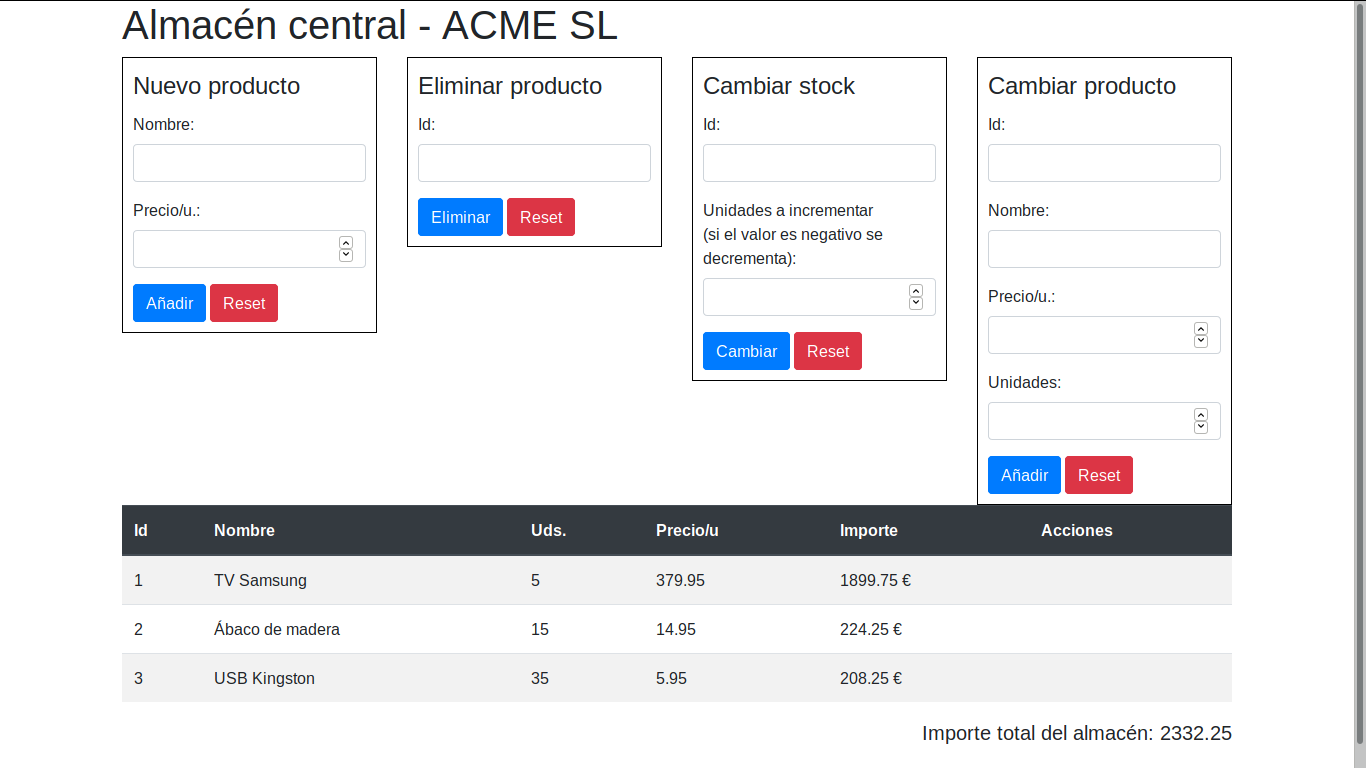 Almacén central - ACME SL
Nuevo producto
Nombre:
Precio/u.:
Añadir Reset
Eliminar producto
Id:
Eliminar Reset
Cambiar stock
Id:
Unidades a incrementar
(si el valor es negativo se
decrementa):
Cambiar Reset
Cambiar producto
Id:
Nombre:
Precio/u.:
Unidades:
Añadir Reset
Id Nombre Uds. Precio/u Importe Acciones
1 TV Samsung 5 379.95 1899.75 €
2 Ábaco de madera 15 14.95 224.25 €
3 USB Kingston 35 5.95 208.25 €
Importe total del almacén: 2332.25